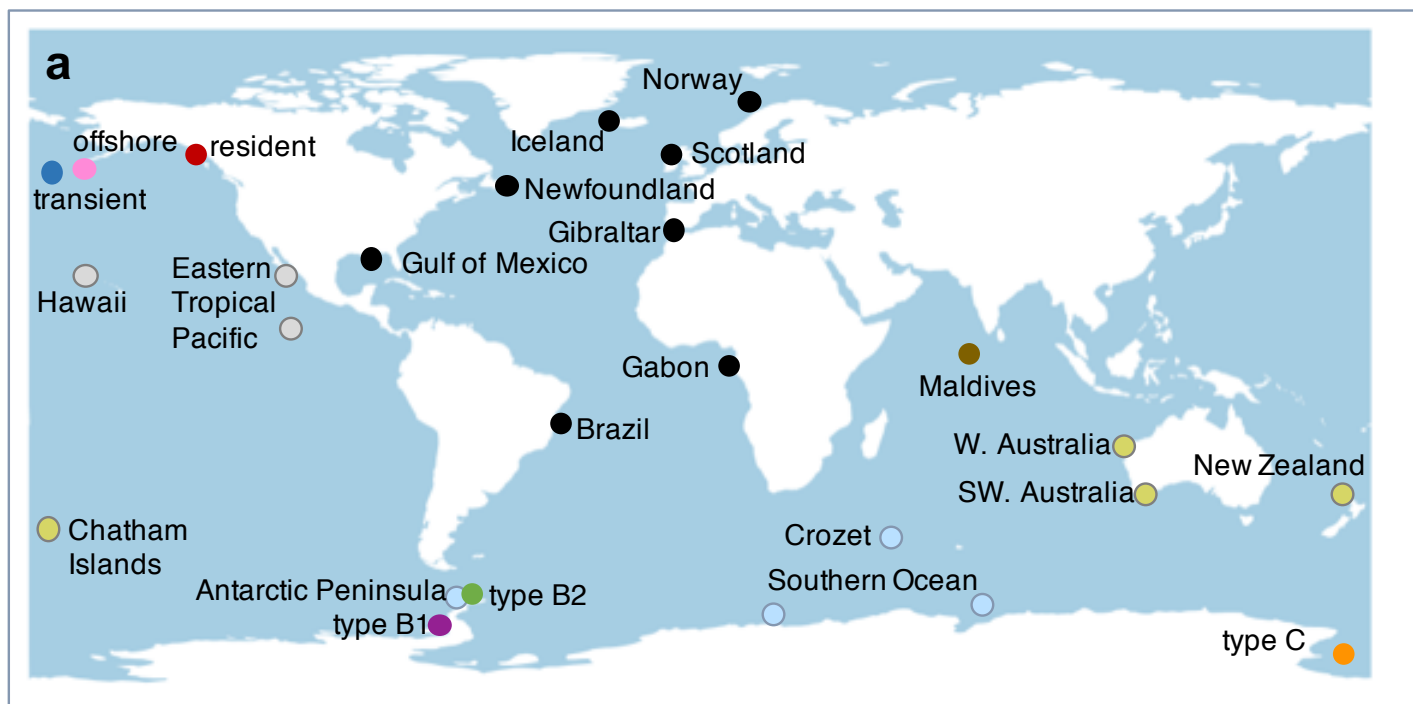 a
Norway
Iceland
offshore
resident
Scotland
transient
Newfoundland
Gibraltar
Gulf of Mexico
Eastern
Tropical
Pacific
Hawaii
Gabon
Maldives
Brazil
W. Australia
New Zealand
SW. Australia
Chatham
Islands
Crozet
Southern Ocean
Antarctic Peninsula
type B2
type B1
type C